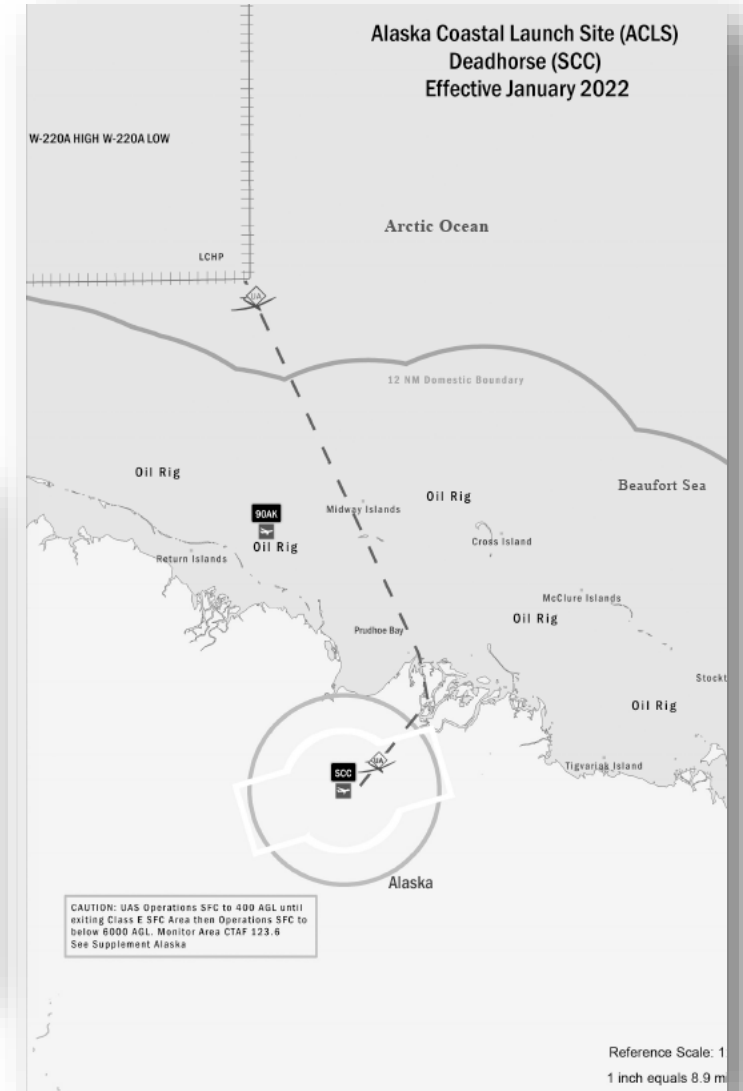 Alaska Coastal Launch Site (ACLS)
Deadhorse (SCC)
Effective January 2022
W-220A HIGH W-220A LOW
Arctic Ocean
LCHP
UA
12 NM Domestic Boundary
Oil Rig
Beaufort Sea
Oil Rig
90AK
Midway Islands
Oil Rig
Cross Island
Return Islands
McClure Islands
Oil Rig
Prudhoe Bay
Stockt
Oil Rig
UA
SCC
Tigvariak Island
Alaska
CAUTION: UAS Operations SFC to 400 AGL until
exiting Class E SFC Area then Operations SFC to
below 6000 AGL. Monitor Area CTAF 123.6
See Supplement Alaska
Reference Scale: 1
1 inch equals 8.9 mi